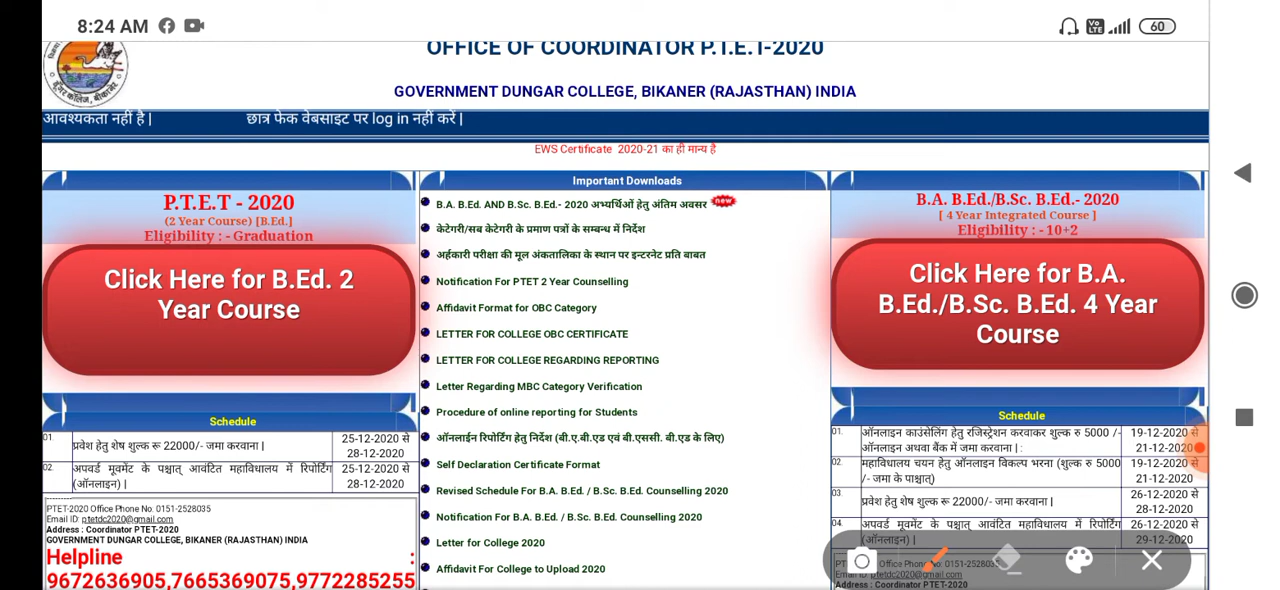 8:24 AM
60
OFFICE OF COORDINATOR P.T.E.T-2020
GOVERNMENT DUNGAR COLLEGE, BIKANER (RAJASTHAN) INDIA
आवश्यकता नहीं है | छात्र फेक वेबसाइट पर log in नहीं करें |
EWS Certificate 2020-21 का ही मान्य है
P.T.E.T - 2020
(2 Year Course) [B.Ed.]
Eligibility : - Graduation
Click Here for B.Ed. 2
Year Course
Schedule
01. प्रवेश हेतु शेष शुल्क रू 22000/- जमा करवाना | 25-12-2020 से
28-12-2020
02. अपवर्ड मूवमेंट के पश्चात् आवंटित महाविधालय में रिपोर्टिंग 25-12-2020 से
(ऑनलाइन) | 28-12-2020
PTET-2020 Office Phone No. 0151-2528035
Email ID: ptetdc2020@gmail.com
Address : Coordinator PTET-2020
GOVERNMENT DUNGAR COLLEGE, BIKANER (RAJASTHAN) INDIA
Helpline :
9672636905,7665369075,9772285255
Important Downloads
B.A. B.Ed. AND B.Sc. B.Ed.- 2020 अभ्यर्थिओं हेतु अंतिम अवसर new
केटेगरी/सब केटेगरी के प्रमाण पत्रों के सम्बन्ध में निर्देश
अर्हकारी परीक्षा की मूल अंकतालिका के स्थान पर इन्टरनेट प्रति बाबत
Notification For PTET 2 Year Counselling
Affidavit Format for OBC Category
LETTER FOR COLLEGE OBC CERTIFICATE
LETTER FOR COLLEGE REGARDING REPORTING
Letter Regarding MBC Category Verification
Procedure of online reporting for Students
ऑनलाईन रिपोर्टिंग हेतु निर्देश (बी.ए.बी.एड एवं बी.एससी. बी.एड के लिए)
Self Declaration Certificate Format
Revised Schedule For B.A. B.Ed. / B.Sc. B.Ed. Counselling 2020
Notification For B.A. B.Ed. / B.Sc. B.Ed. Counselling 2020
Letter for College 2020
Affidavit For College to Upload 2020
B.A. B.Ed./B.Sc. B.Ed.- 2020
[ 4 Year Integrated Course ]
Eligibility : - 10+2
Click Here for B.A.
B.Ed./B.Sc. B.Ed. 4 Year
Course
Schedule
01. ऑनलाइन काउंसेलिंग हेतु रजिस्ट्रेशन करवाकर शुल्क रु 5000 /- 19-12-2020 से
ऑनलाइन अथवा बैंक में जमा करवाना | : 21-12-2020
02. महाविधालय चयन हेतु ऑनलाइन विकल्प भरना (शुल्क रु 5000 19-12-2020 से
/- जमा के पाश्चात्) 21-12-2020
03. प्रवेश हेतु शेष शुल्क रू 22000/- जमा करवाना | 26-12-2020 से
28-12-2020
04. अपवर्ड मूवमेंट के पश्चात् आवंटित महाविधालय में रिपोर्टिंग 26-12-2020 से
(ऑनलाइन) | 29-12-2020
Office Phone No: 0151-2528035
Email ID: ptetdc2020@gmail.com
Address : Coordinator PTET-2020